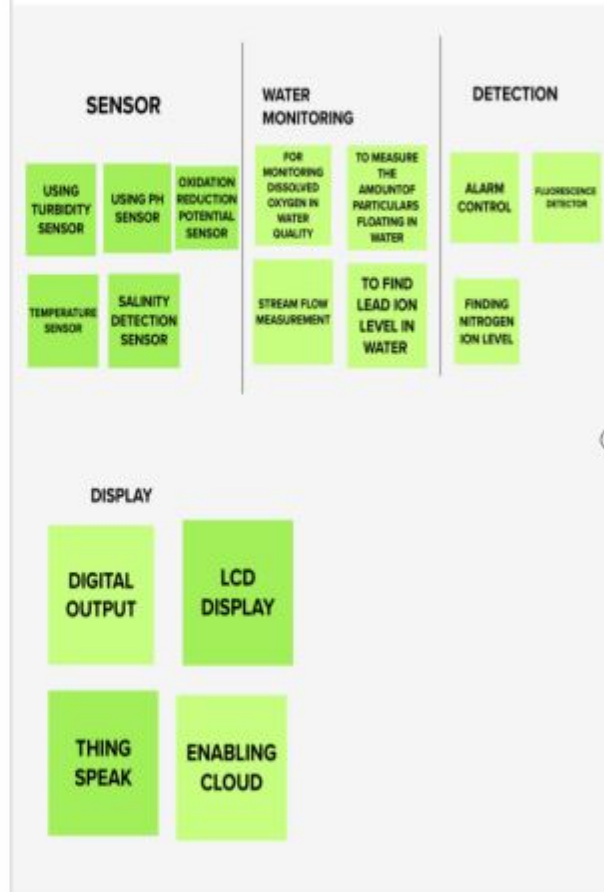 SENSOR
USING
TURBIDITY
SENSOR
USING PH
SENSOR
OXIDATION
REDUCTION
POTENTIAL
SENSOR
TEMPERATURE
SENSOR
SALINITY
DETECTION
SENSOR
WATER
MONITORING
FOR
MONITORING
DISSOLVED
OXYGEN IN
WATER
QUALITY
TO MEASURE
THE
AMOUNTOF
PARTICULARS
FLOATING IN
WATER
STREAM FLOW
MEASUREMENT
TO FIND
LEAD ION
LEVEL IN
WATER
DETECTION
ALARM
CONTROL
FLUORESCENCE
DETECTOR
FINDING
NITROGEN
ION LEVEL
DISPLAY
DIGITAL
OUTPUT
LCD
DISPLAY
THING
SPEAK
ENABLING
CLOUD